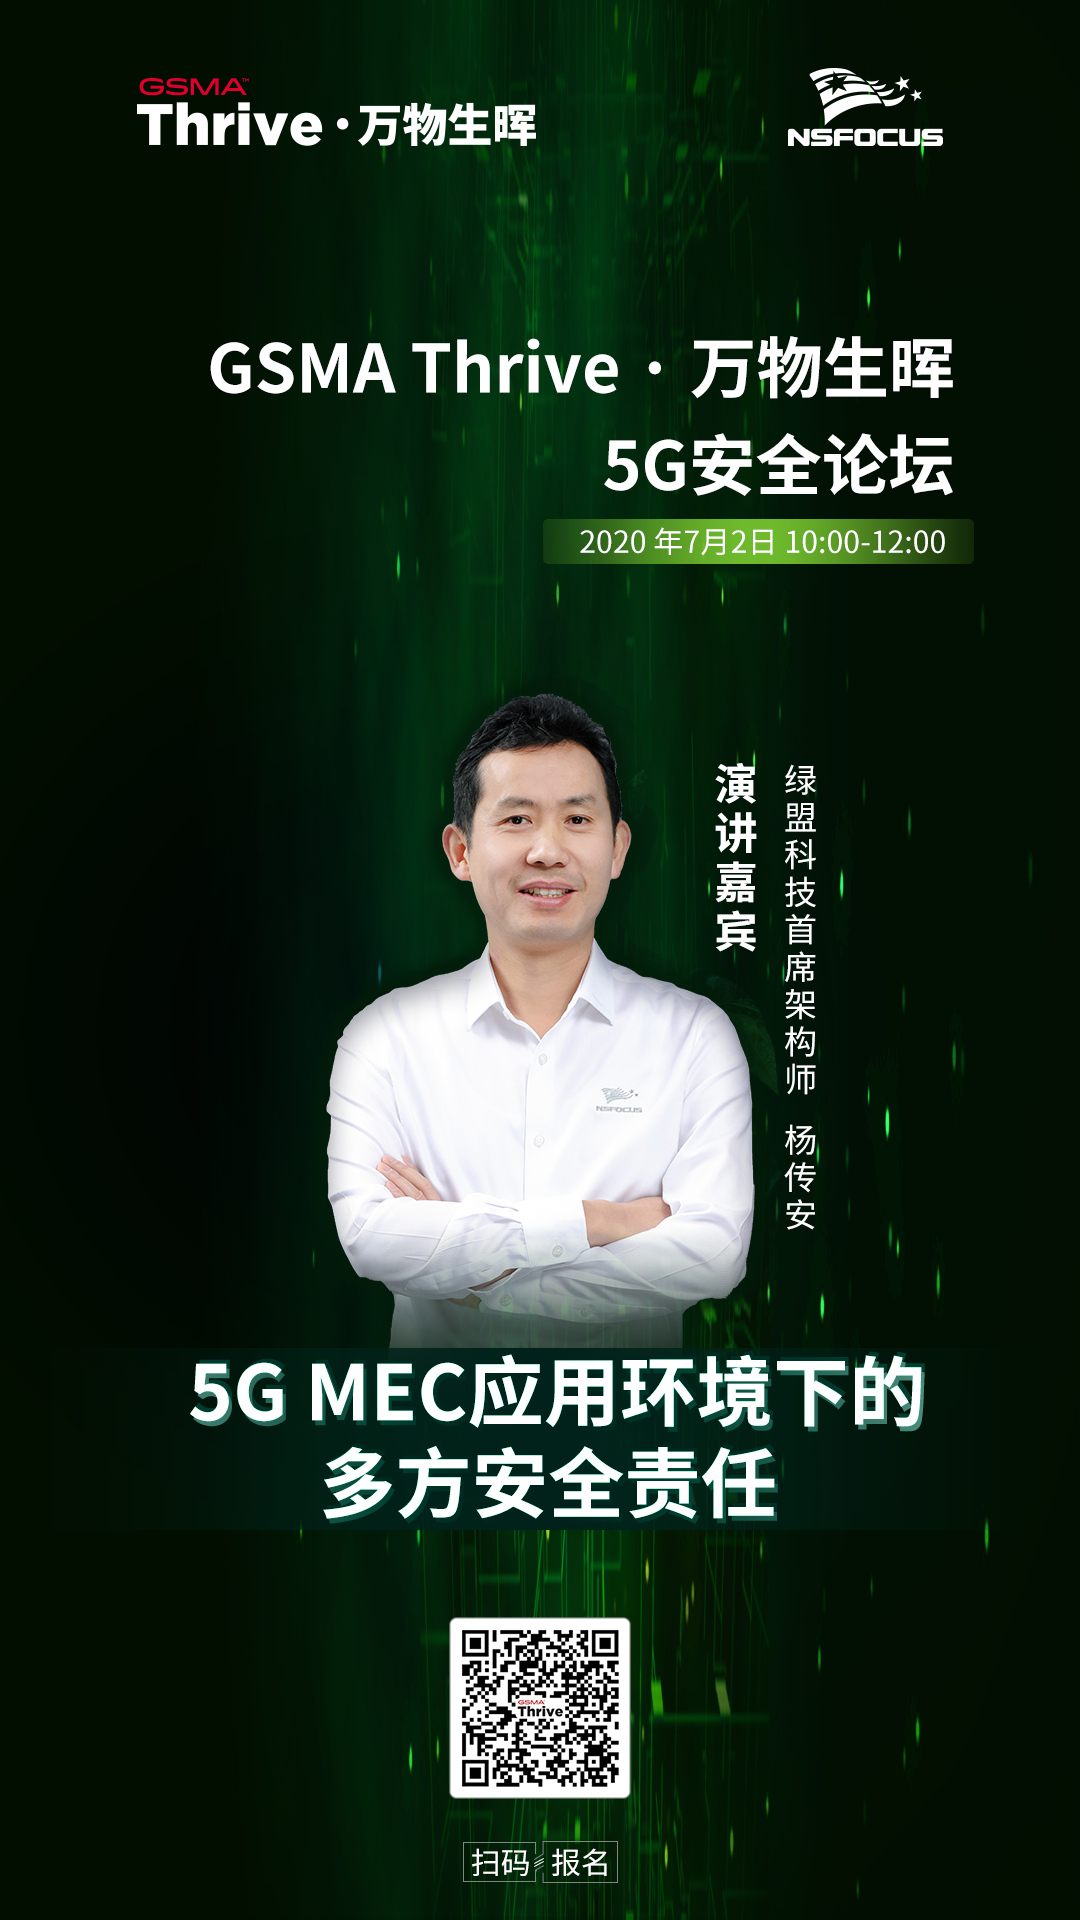 GSMA™
Thrive·万物生晖
NSFOCUS
GSMA Thrive · 万物生晖
5G安全论坛
2020 年7月2日 10:00-12:00
演讲嘉宾
绿盟科技首席架构师 杨传安
NSFOCUS
5G MEC应用环境下的
多方安全责任
GSMA
Thrive
扫码 报名